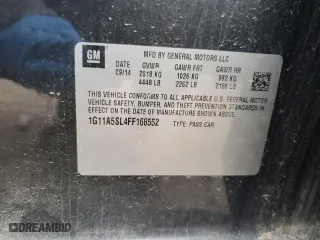 GM
MFD BY GENERAL MOTORS LLC
DATE GVWR GAWR FRT GAWR RR
09/14 2018 KG 1026 KG 992 KG
4448 LB 2262 LB 2186 LB
THIS VEHICLE CONFORMS TO ALL APPLICABLE U.S. FEDERAL MOTOR
VEHICLE SAFETY, BUMPER, AND THEFT PREVENTION STANDARDS IN
EFFECT ON THE DATE OF MANUFACTURE SHOWN ABOVE.
1G11A5SL4FF168552 TYPE: PASS CAR
DREAMBID